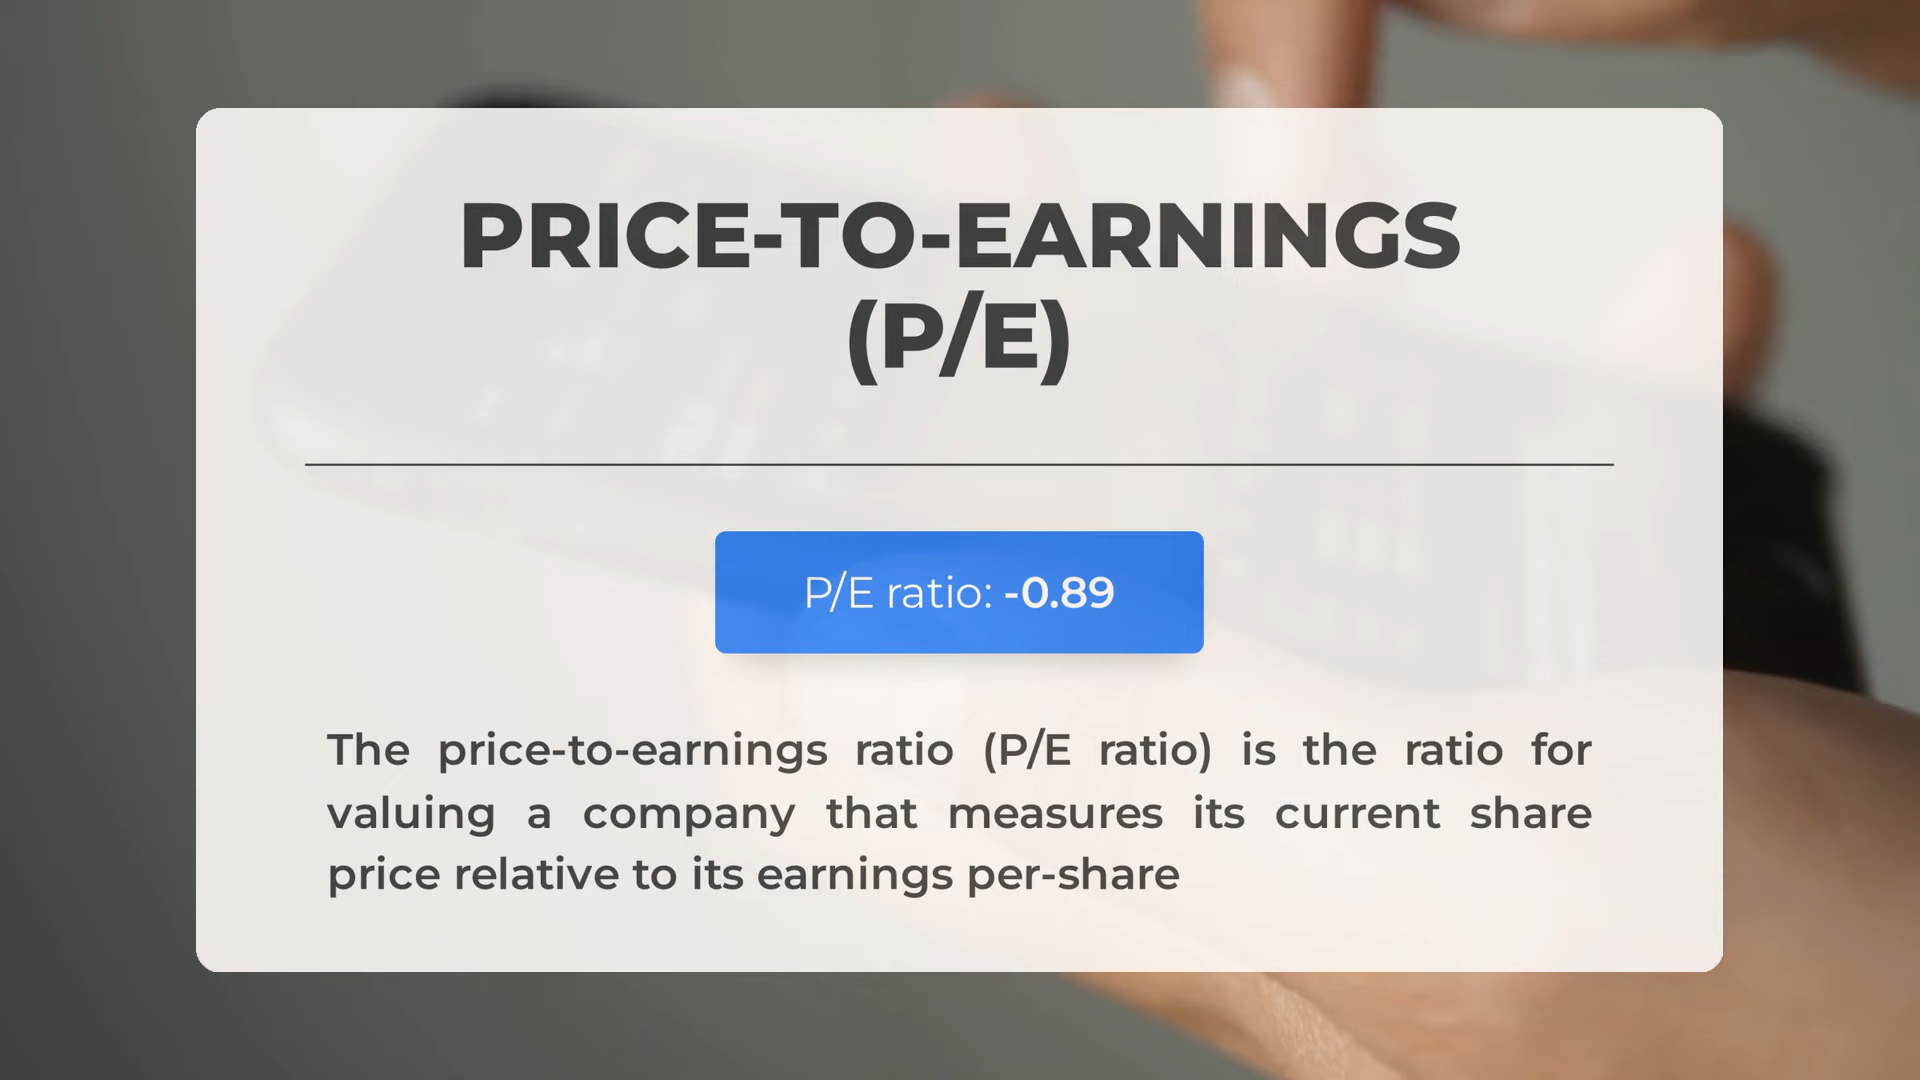 PRICE-TO-EARNINGS
(P/E)
P/E ratio: -0.89
The price-to-earnings ratio (P/E ratio) is the ratio for
valuing a company that measures its current share
price relative to its earnings per-share